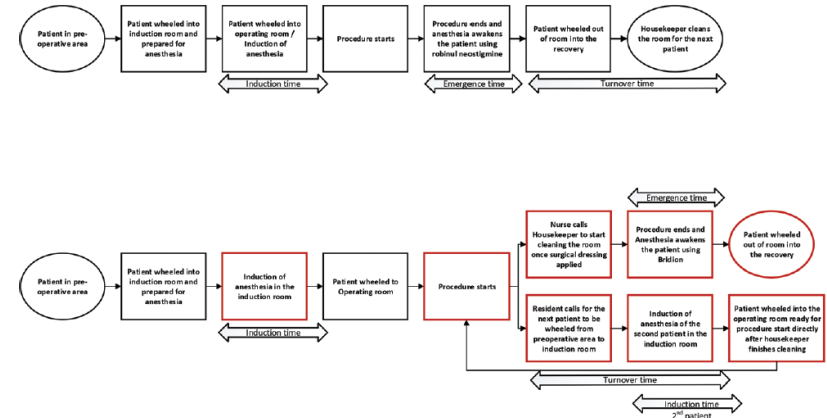 Patient in pre-
operative area
Patient wheeled into
induction room and
prepared for
anesthesia
Patient wheeled into
operating room /
Induction of
anesthesia
Procedure starts
Procedure ends and
anesthesia awakens
the patient using
robinul neostigmine
Patient wheeled out
of room into the
recovery
Housekeeper cleans
the room for the next
patient
Induction time
Emergence time
Turnover time
Emergence time
Patient in pre-
operative area
Patient wheeled into
induction room and
prepared for
anesthesia
Induction of
anesthesia in the
induction room
Patient wheeled to
Operating room
Procedure starts
Nurse calls
Housekeeper to start
cleaning the room
once surgical dressing
applied
Procedure ends and
Anesthesia awakens
the patient using
Bridion
Patient wheeled
out of room into
the recovery
Resident calls for the
next patient to be
wheeled from
preoperative area to
induction room
Induction of
anesthesia of the
second patient in the
induction room
Patient wheeled into the
operating room ready for
procedure start directly
after housekeeper
finishes cleaning
Induction time
Turnover time
Induction time
2nd patient